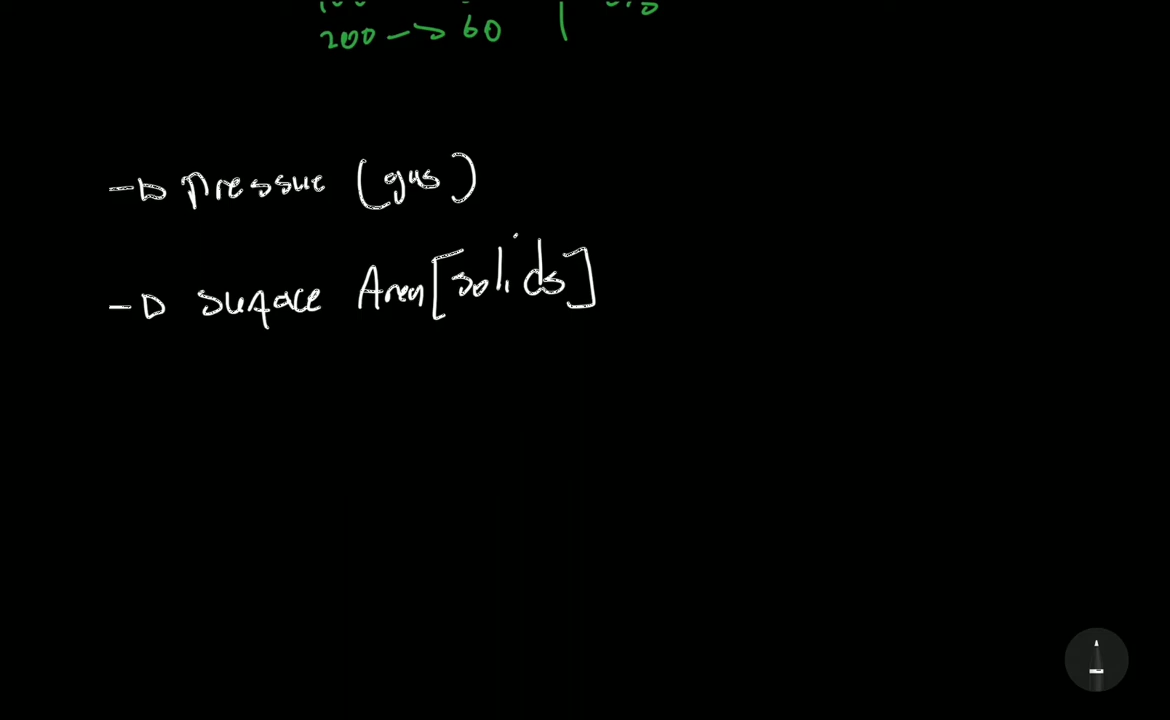 200 → 60
→ Pressure (gas)
→ Surface Area [solids]